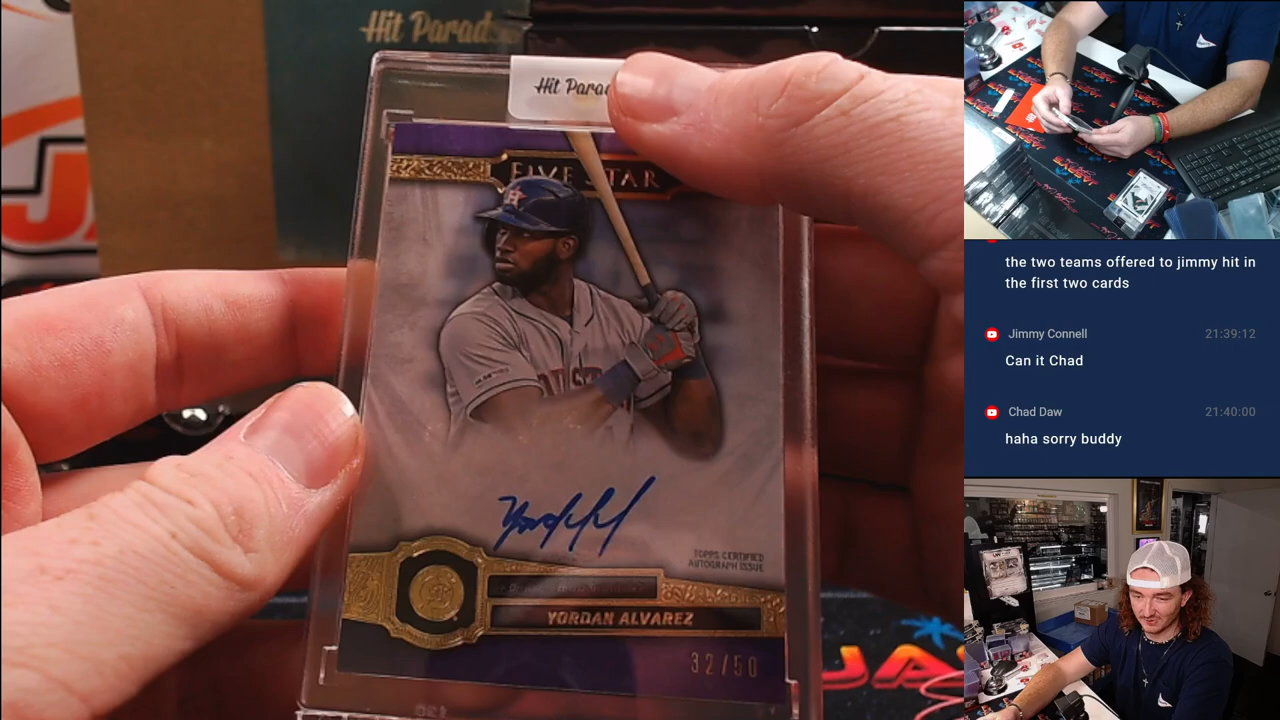 Hit Parad
Hit Parad
FIVE STAR
TOPPS CERTIFIED
AUTOGRAPH ISSUE
YORDAN ALVAREZ
32/50
the two teams offered to jimmy hit in
the first two cards
Jimmy Connell 21:39:12
Can it Chad
Chad Daw 21:40:00
haha sorry buddy